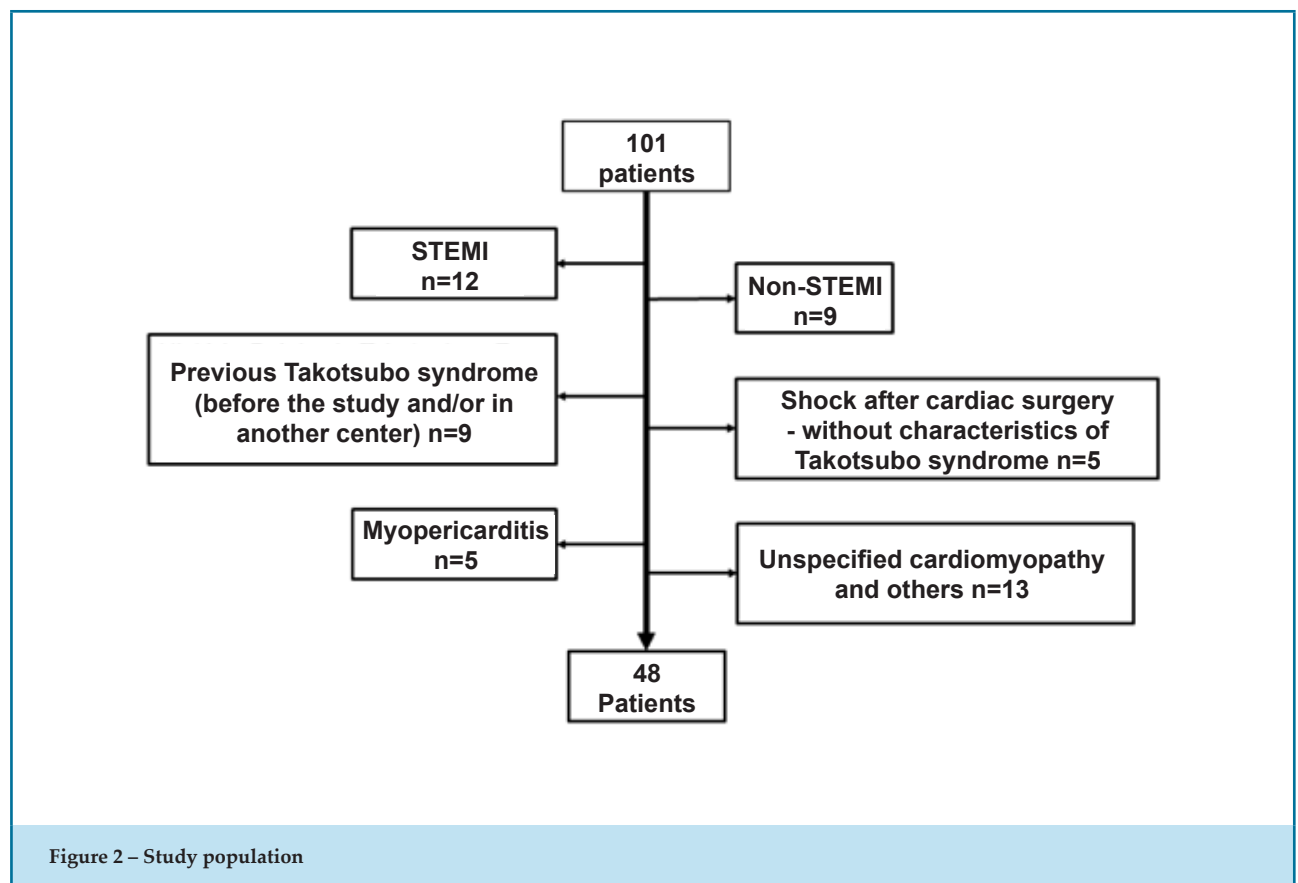 101
patients
STEMI
n=12
Non-STEMI
n=9
Previous Takotsubo syndrome
(before the study and/or in
another center) n=9
Shock after cardiac surgery
- without characteristics of
Takotsubo syndrome n=5
Myopericarditis
n=5
Unspecified cardiomyopathy
and others n=13
48
Patients
Figure 2 – Study population